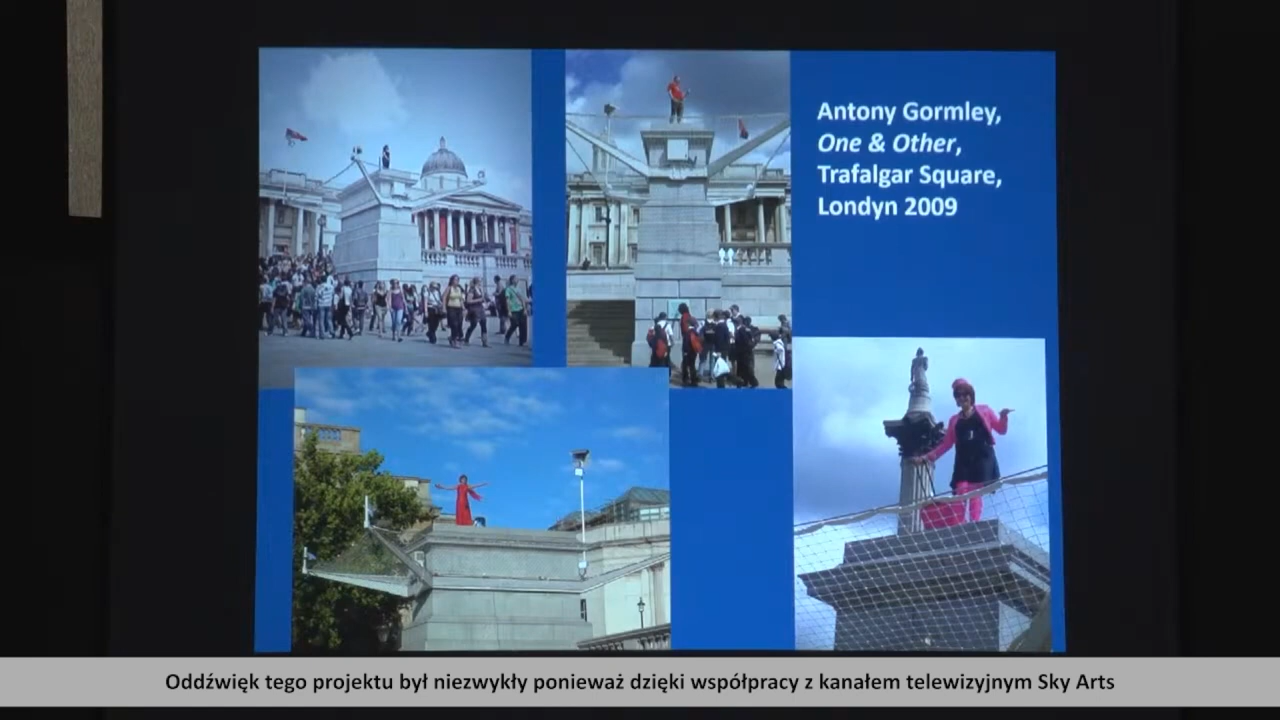 Antony Gormley,
One & Other,
Trafalgar Square,
Londyn 2009
Oddźwięk tego projektu był niezwykły ponieważ dzięki współpracy z kanałem telewizyjnym Sky Arts